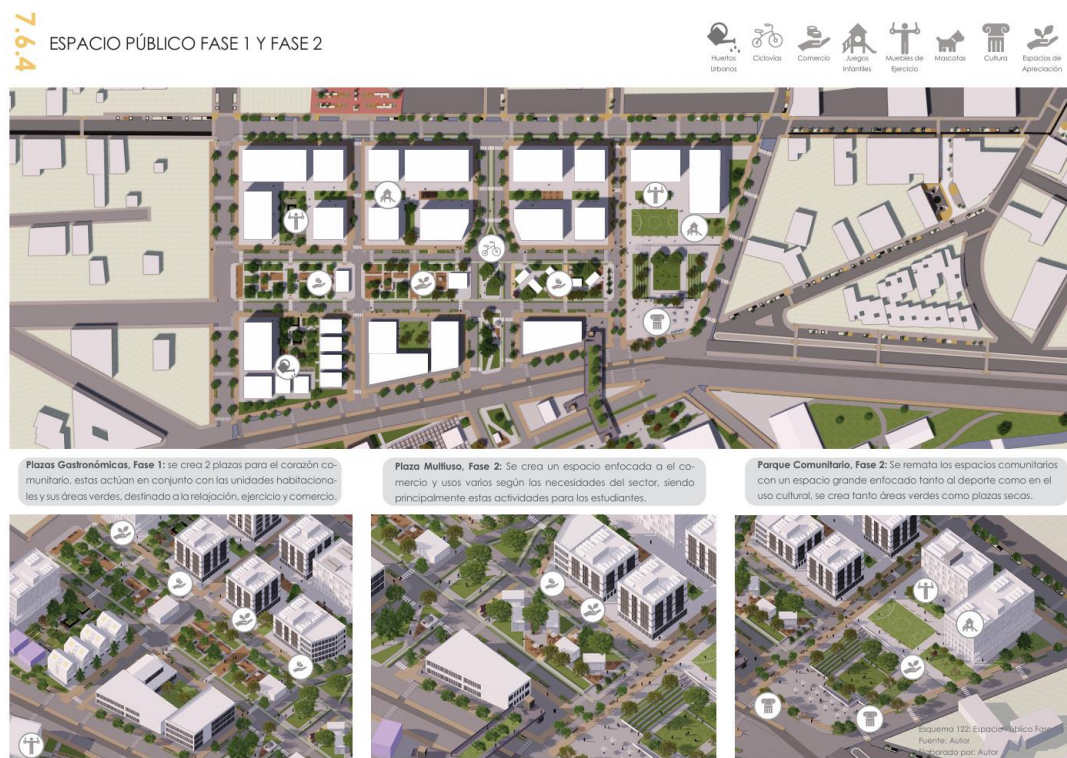 7.6.4
ESPACIO PÚBLICO FASE 1 Y FASE 2
Huertos
Urbanos
Ciclovías
Comercio
Juegos
Infantiles
Muebles de
Ejercicio
Mascotas
Cultura
Espacios de
Apreciación
Plazas Gastronómicas, Fase 1: se crea 2 plazas para el corazón co-
munitario, estas actúan en conjunto con las unidades habitaciona-
les y sus áreas verdes, destinado a la relajación, ejercicio y comercio.
Plaza Multiuso, Fase 2: Se crea un espacio enfocada a el co-
mercio y usos varios según las necesidades del sector, siendo
principalmente estas actividades para los estudiantes.
Parque Comunitario, Fase 2: Se remata los espacios comunitarios
con un espacio grande enfocado tanto al deporte como en el
uso cultural, se crea tanto áreas verdes como plazas secas.
Esquema 122: Espacio Público Fase
Fuente: Autor
Elaborado por: Autor